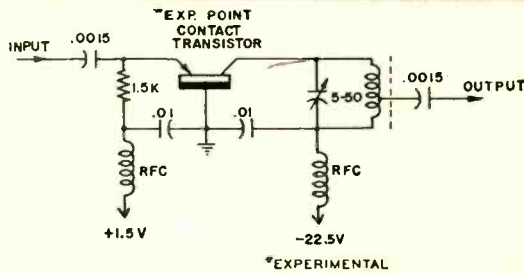 *EXP. POINT
CONTACT
TRANSISTOR
INPUT
.0015
1.5K
.01
.01
5-50
.0015
OUTPUT
RFC
RFC
+1.5V
-22.5V
*EXPERIMENTAL